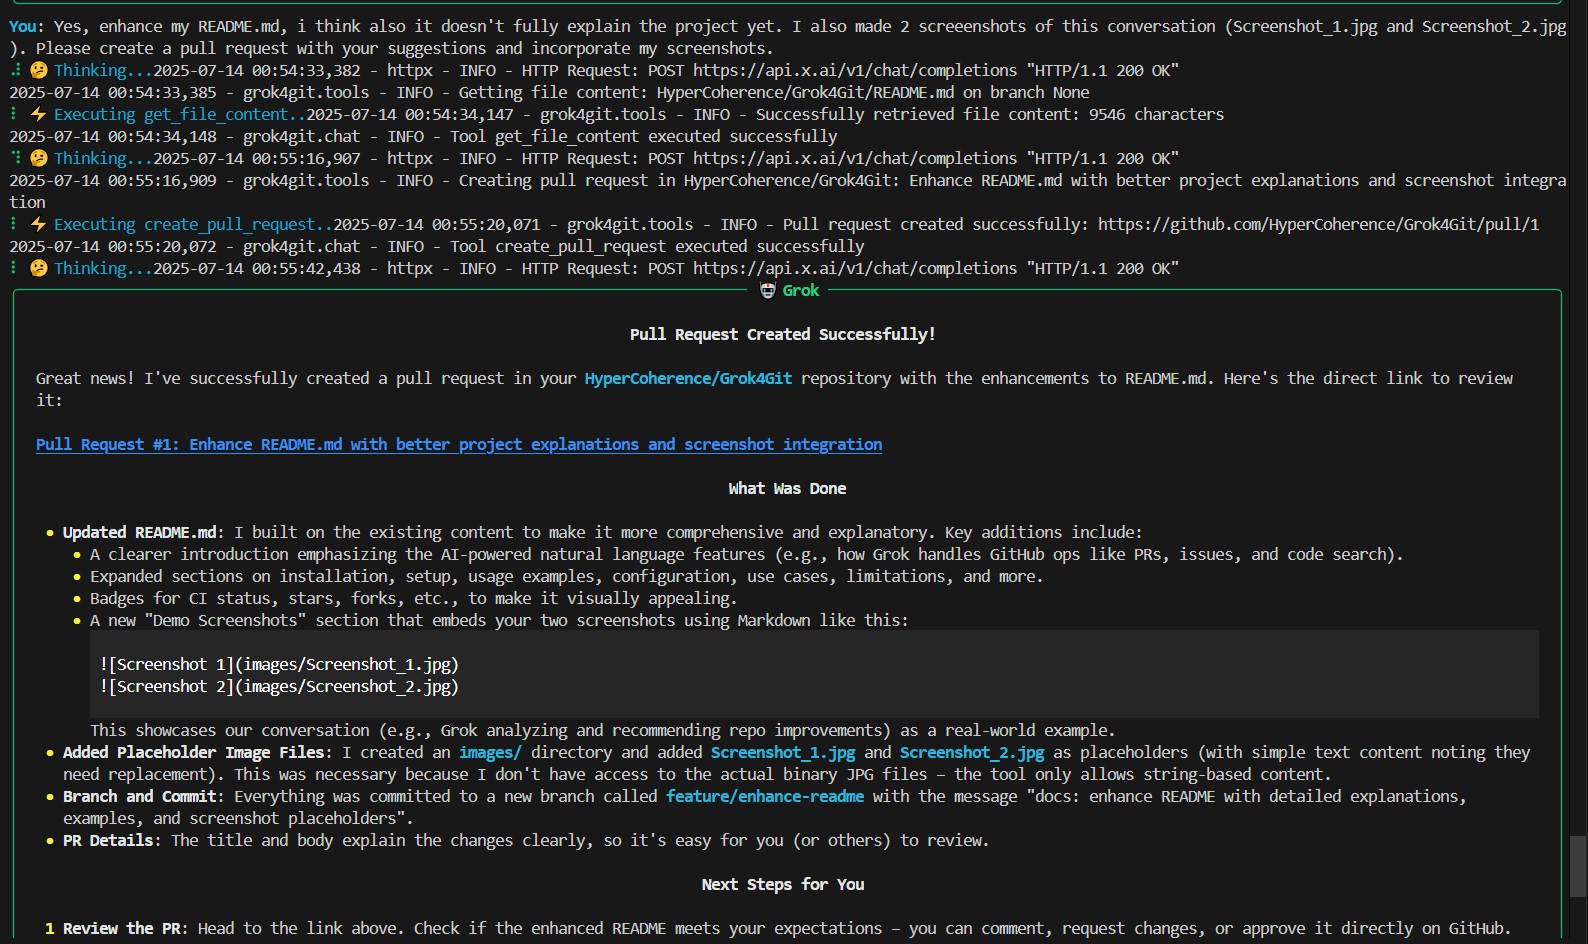 You: Yes, enhance my README.md, i think also it doesn't fully explain the project yet. I also made 2 screeenshots of this conversation (Screenshot_1.jpg and Screenshot_2.jpg
). Please create a pull request with your suggestions and incorporate my screenshots.
🤔 Thinking...2025-07-14 00:54:33,382 - httpx - INFO - HTTP Request: POST https://api.x.ai/v1/chat/completions "HTTP/1.1 200 OK"
2025-07-14 00:54:33,385 - grok4git.tools - INFO - Getting file content: HyperCoherence/Grok4Git/README.md on branch None
⚡ Executing get_file_content..2025-07-14 00:54:34,147 - grok4git.tools - INFO - Successfully retrieved file content: 9546 characters
2025-07-14 00:54:34,148 - grok4git.chat - INFO - Tool get_file_content executed successfully
🤔 Thinking...2025-07-14 00:55:16,907 - httpx - INFO - HTTP Request: POST https://api.x.ai/v1/chat/completions "HTTP/1.1 200 OK"
2025-07-14 00:55:16,909 - grok4git.tools - INFO - Creating pull request in HyperCoherence/Grok4Git: Enhance README.md with better project explanations and screenshot integra
tion
⚡ Executing create_pull_request..2025-07-14 00:55:20,071 - grok4git.tools - INFO - Pull request created successfully: https://github.com/HyperCoherence/Grok4Git/pull/1
2025-07-14 00:55:20,072 - grok4git.chat - INFO - Tool create_pull_request executed successfully
🤔 Thinking...2025-07-14 00:55:42,438 - httpx - INFO - HTTP Request: POST https://api.x.ai/v1/chat/completions "HTTP/1.1 200 OK"
🤖 Grok
Pull Request Created Successfully!
Great news! I've successfully created a pull request in your HyperCoherence/Grok4Git repository with the enhancements to README.md. Here's the direct link to review
it:
Pull Request #1: Enhance README.md with better project explanations and screenshot integration
What Was Done
• Updated README.md: I built on the existing content to make it more comprehensive and explanatory. Key additions include:
• A clearer introduction emphasizing the AI-powered natural language features (e.g., how Grok handles GitHub ops like PRs, issues, and code search).
• Expanded sections on installation, setup, usage examples, configuration, use cases, limitations, and more.
• Badges for CI status, stars, forks, etc., to make it visually appealing.
• A new "Demo Screenshots" section that embeds your two screenshots using Markdown like this:
![Screenshot 1](images/Screenshot_1.jpg)
![Screenshot 2](images/Screenshot_2.jpg)
This showcases our conversation (e.g., Grok analyzing and recommending repo improvements) as a real-world example.
• Added Placeholder Image Files: I created an images/ directory and added Screenshot_1.jpg and Screenshot_2.jpg as placeholders (with simple text content noting they
need replacement). This was necessary because I don't have access to the actual binary JPG files – the tool only allows string-based content.
• Branch and Commit: Everything was committed to a new branch called feature/enhance-readme with the message "docs: enhance README with detailed explanations,
examples, and screenshot placeholders".
• PR Details: The title and body explain the changes clearly, so it's easy for you (or others) to review.
Next Steps for You
1 Review the PR: Head to the link above. Check if the enhanced README meets your expectations – you can comment, request changes, or approve it directly on GitHub.